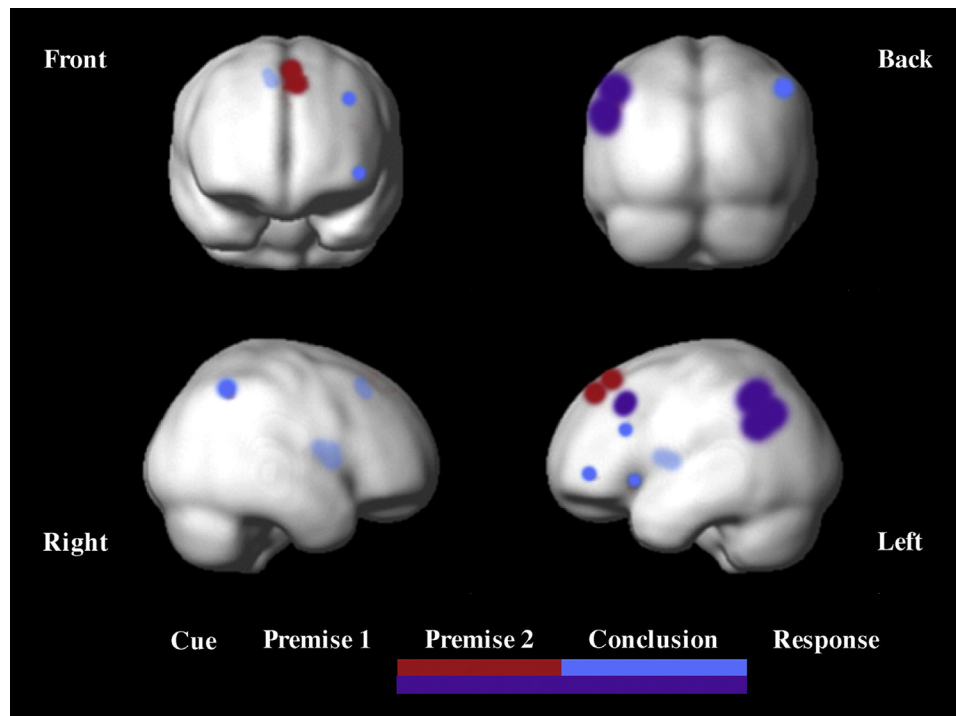 Front
Back
Right
Left
Cue Premise 1 Premise 2 Conclusion Response